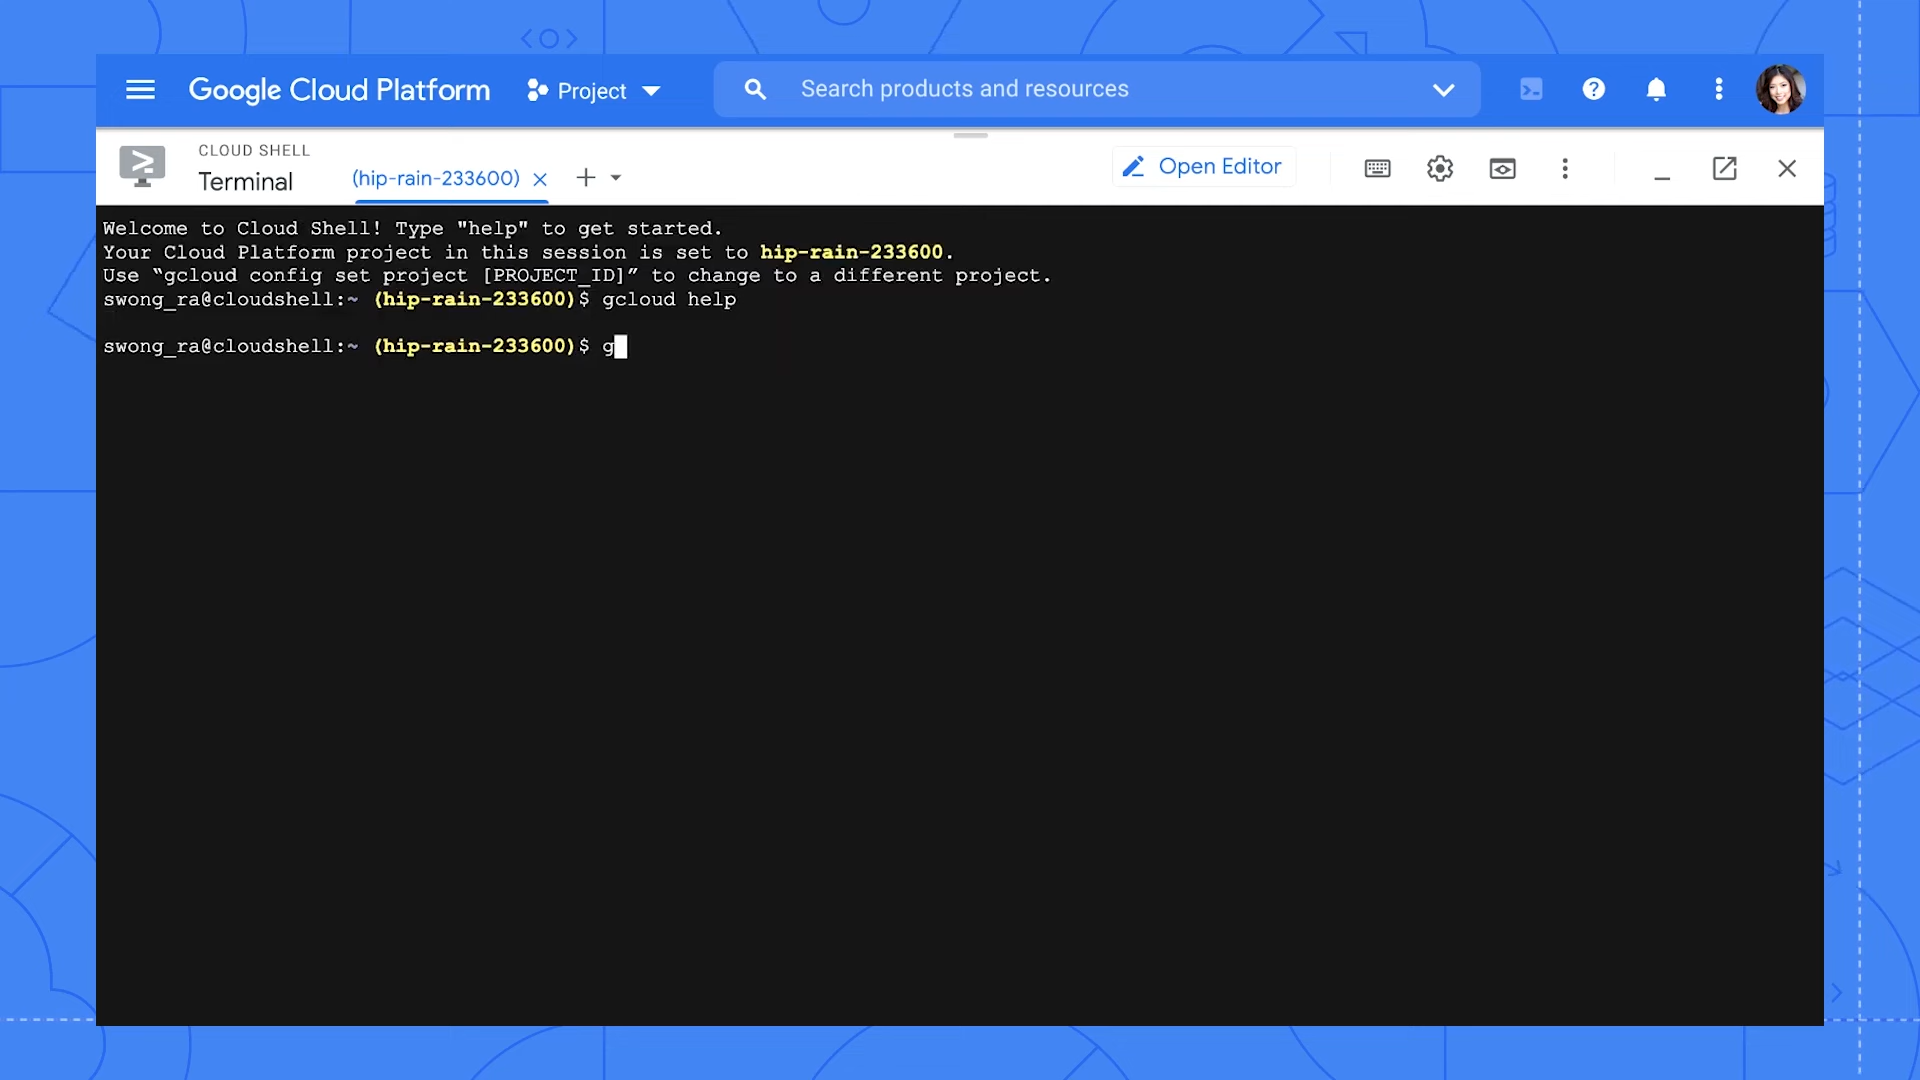 Google Cloud Platform
Project
Search products and resources
CLOUD SHELL
Terminal
(hip-rain-233600)
Open Editor
Welcome to Cloud Shell! Type "help" to get started.
Your Cloud Platform project in this session is set to hip-rain-233600.
Use “gcloud config set project [PROJECT_ID]” to change to a different project.
swong_ra@cloudshell:~ (hip-rain-233600)$ gcloud help
swong_ra@cloudshell:~ (hip-rain-233600)$ g